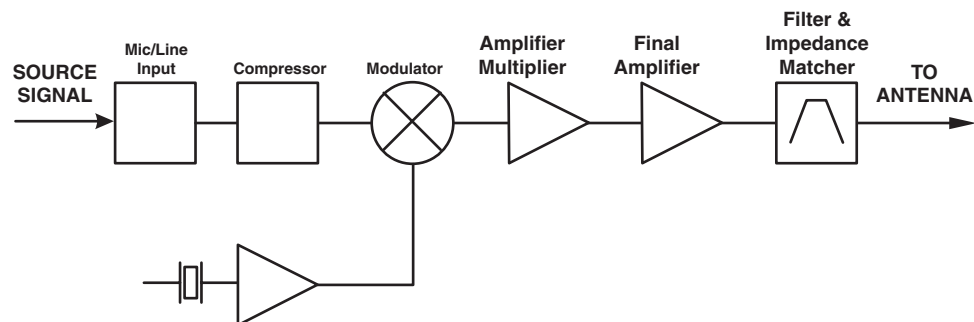 SOURCE
SIGNAL
Mic/Line
Input
Compressor
Modulator
Amplifier
Multiplier
Final
Amplifier
Filter &
Impedance
Matcher
TO
ANTENNA